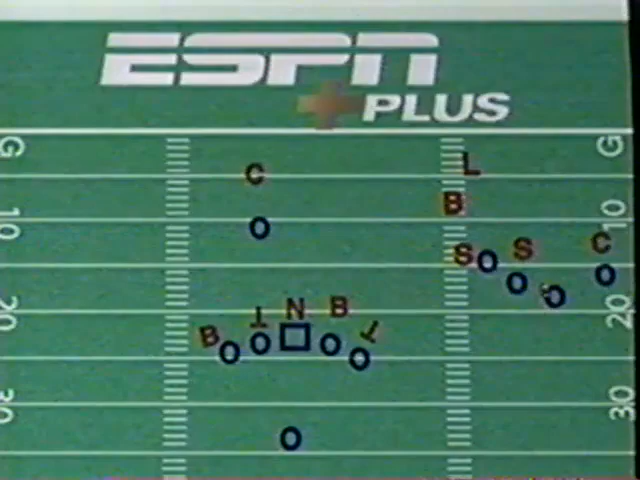 ESPN
PLUS
G G
C L
B
O 10 10
S S C
O O O
O
20 20
T N B T
B O O O O
30 30
O